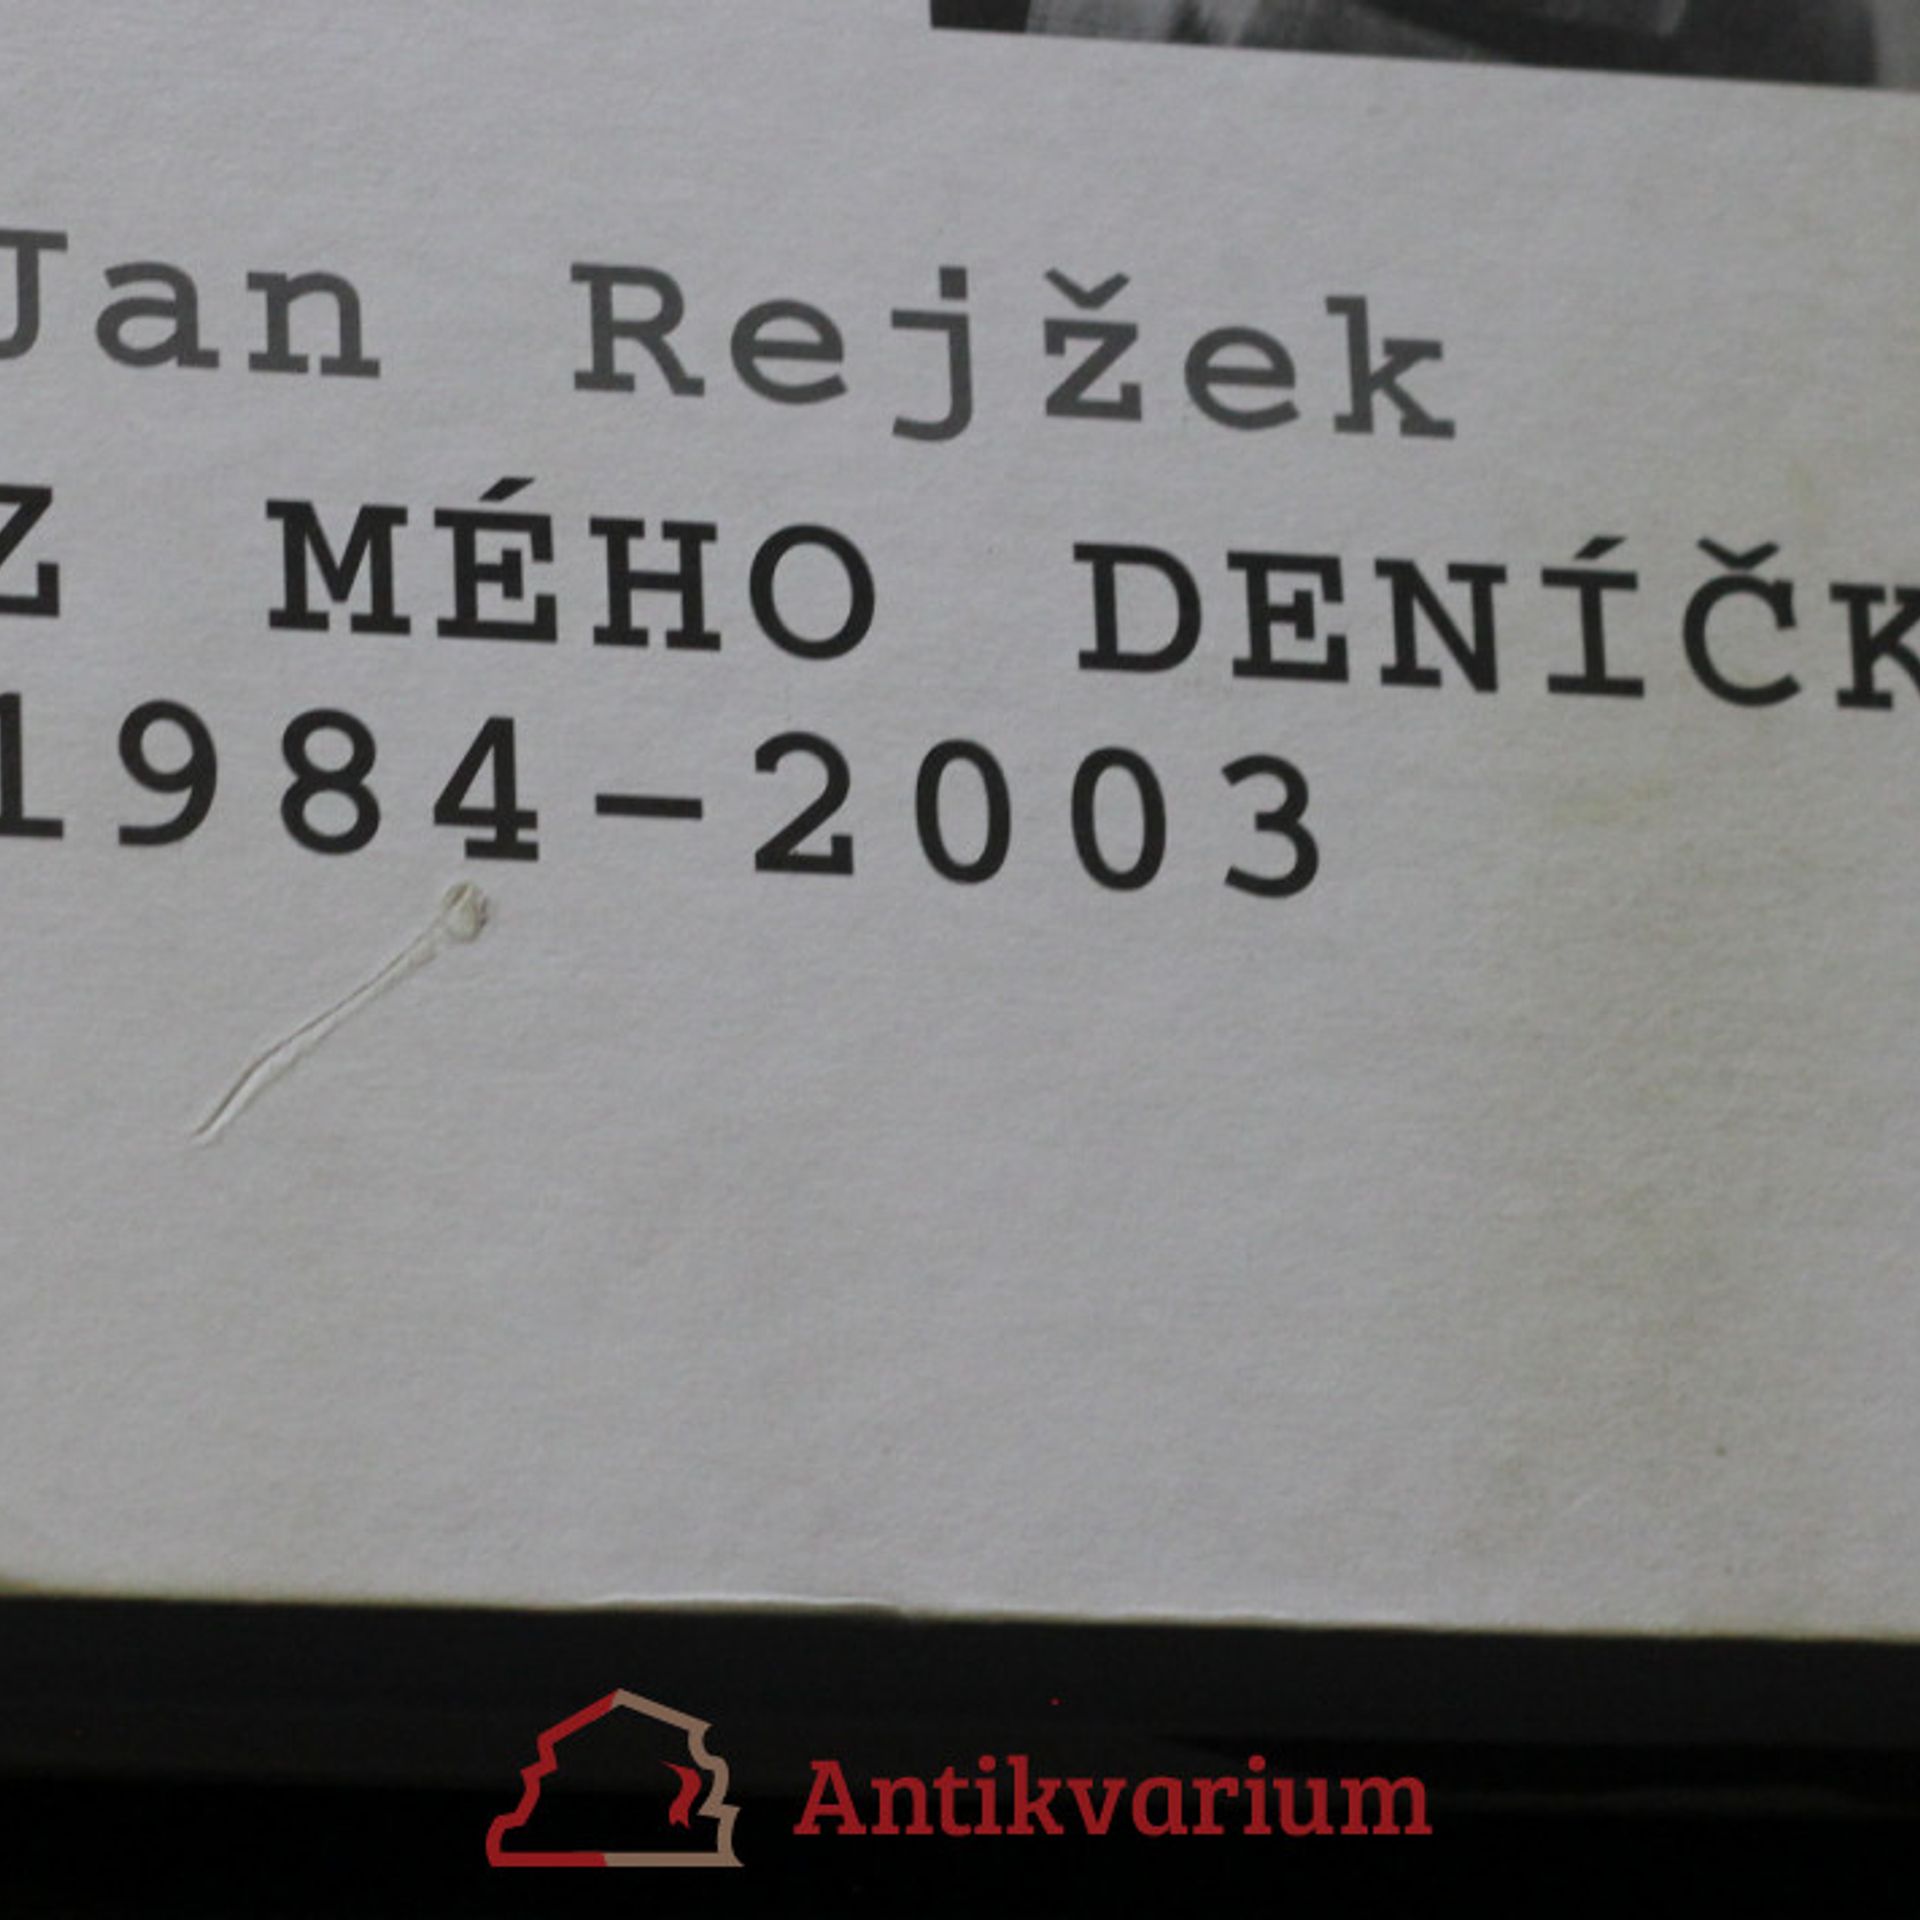 Jan Rejžek
Z MÉHO DENÍČK
1984-2003
Antikvarium